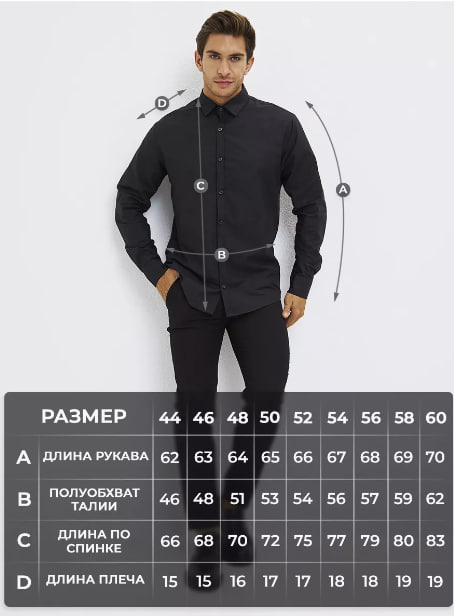 D
C
A
B
РАЗМЕР 44 46 48 50 52 54 56 58 60
A ДЛИНА РУКАВА 62 63 64 65 66 67 68 69 70
B ПОЛУОБХВАТ
ТАЛИИ 46 48 51 53 54 56 57 59 62
C ДЛИНА ПО
СПИНКЕ 66 68 70 72 75 77 79 80 83
D ДЛИНА ПЛЕЧА 15 15 16 17 17 18 18 19 19